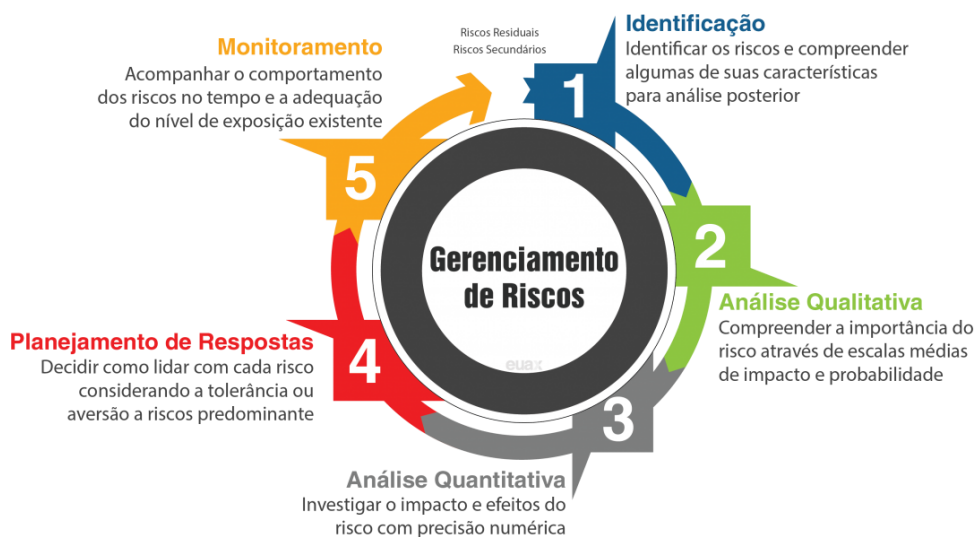 Riscos Residuais
Riscos Secundários
1
Identificação
Identificar os riscos e compreender
algumas de suas características
para análise posterior
2
Análise Qualitativa
Compreender a importância do
risco através de escalas médias
de impacto e probabilidade
3
Análise Quantitativa
Investigar o impacto e efeitos do
risco com precisão numérica
4
Planejamento de Respostas
Decidir como lidar com cada risco
considerando a tolerância ou
aversão a riscos predominante
5
Monitoramento
Acompanhar o comportamento
dos riscos no tempo e a adequação
do nível de exposição existente
Gerenciamento
de Riscos
euax